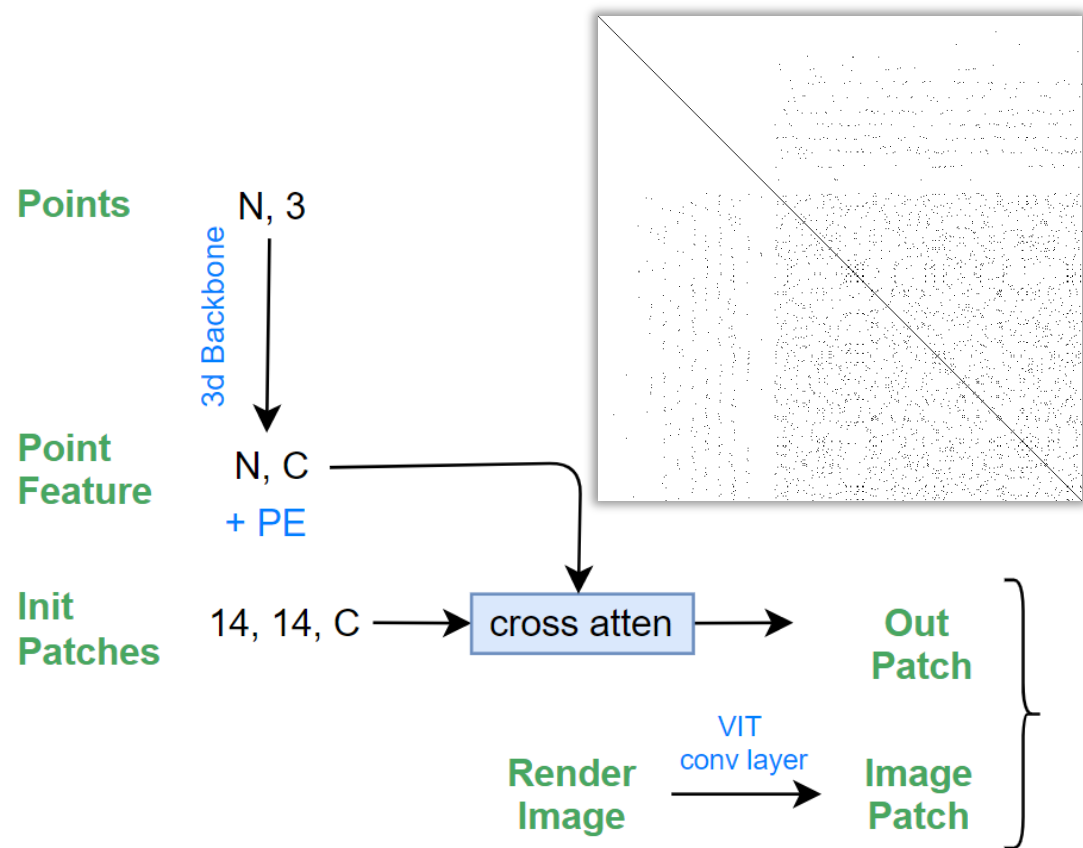 Points
N, 3
3d Backbone
Point
Feature
N, C
+ PE
Init
Patches
14, 14, C
cross atten
Out
Patch
Render
Image
VIT
conv layer
Image
Patch